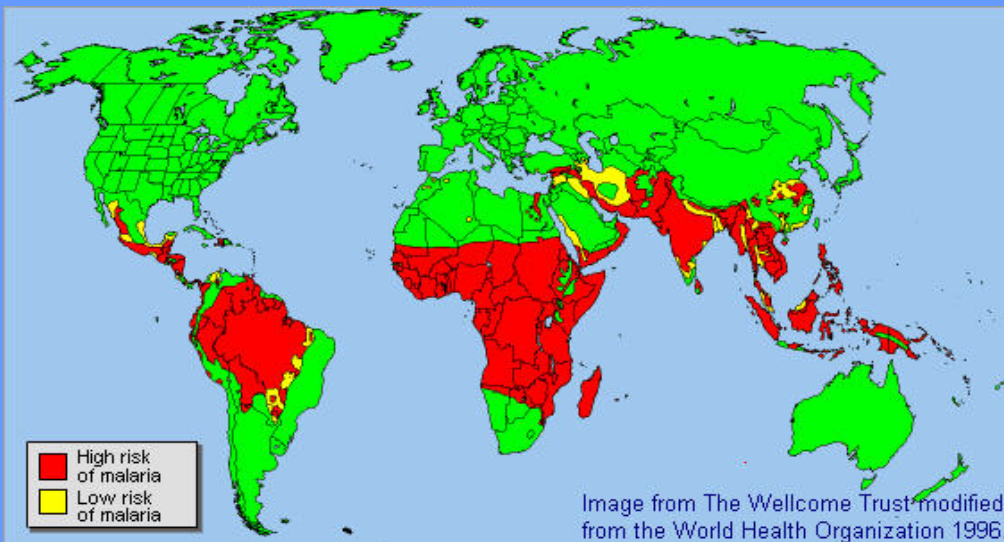 High risk
of malaria
Low risk
of malaria
Image from The Wellcome Trust modified
from the World Health Organization 1996